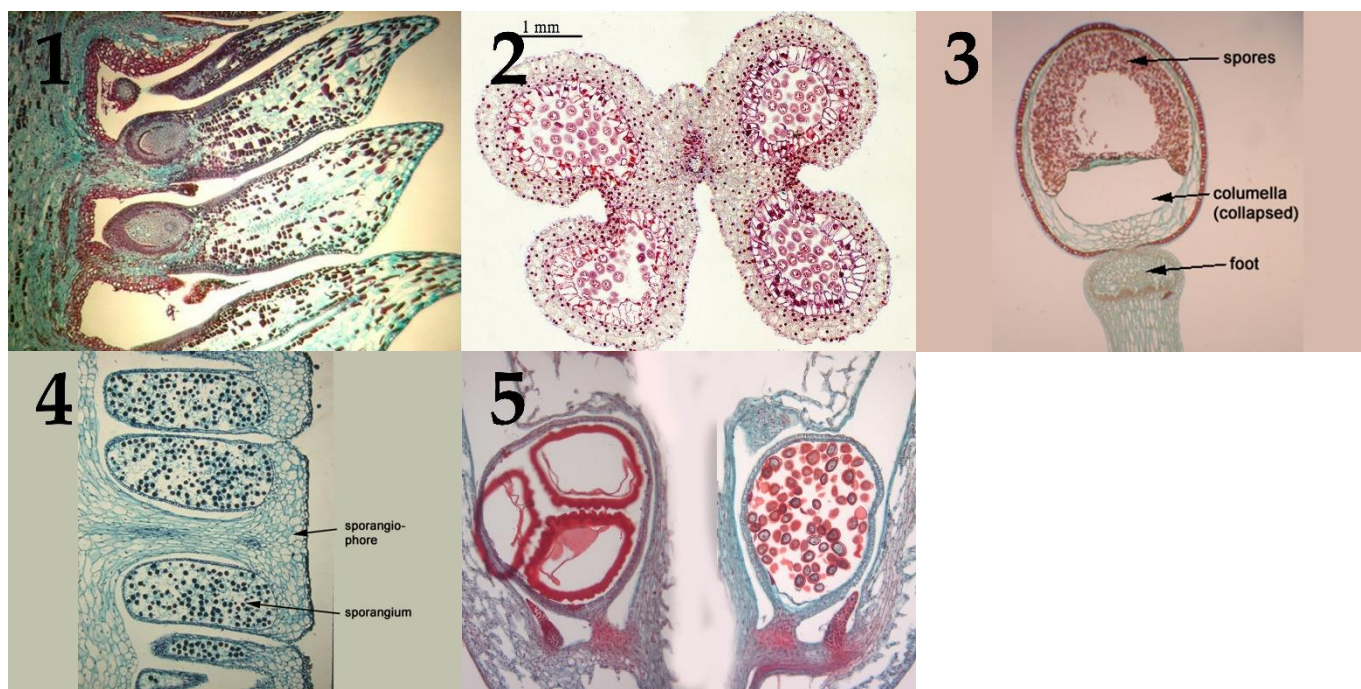 1
2
1 mm
3
spores
columella
(collapsed)
foot
4
sporangio-
phore
sporangium
5